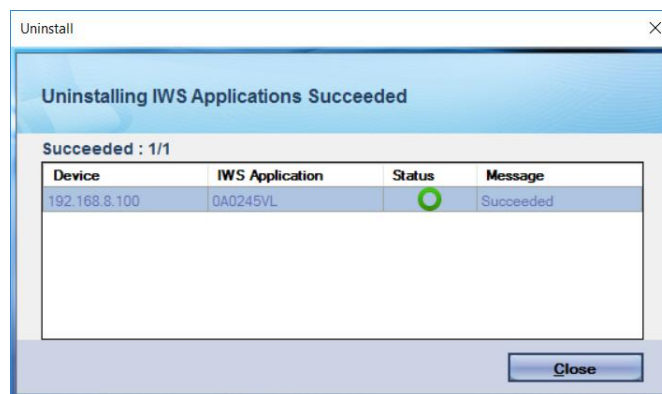 Uninstall
Uninstalling IWS Applications Succeeded
Succeeded : 1/1
Device IWS Application Status Message
192.168.8.100 0A0245VL Succeeded
Close